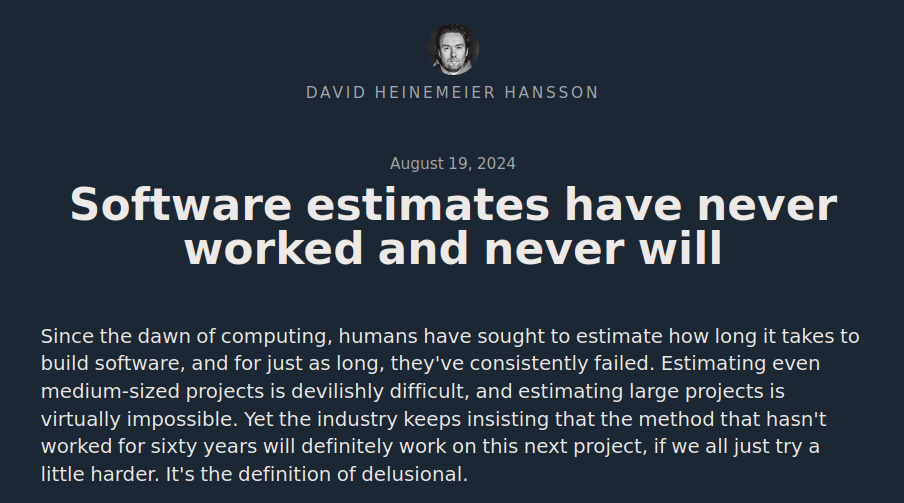 DAVID HEINEMEIER HANSSON
August 19, 2024
Software estimates have never
worked and never will
Since the dawn of computing, humans have sought to estimate how long it takes to
build software, and for just as long, they've consistently failed. Estimating even
medium-sized projects is devilishly difficult, and estimating large projects is
virtually impossible. Yet the industry keeps insisting that the method that hasn't
worked for sixty years will definitely work on this next project, if we all just try a
little harder. It's the definition of delusional.